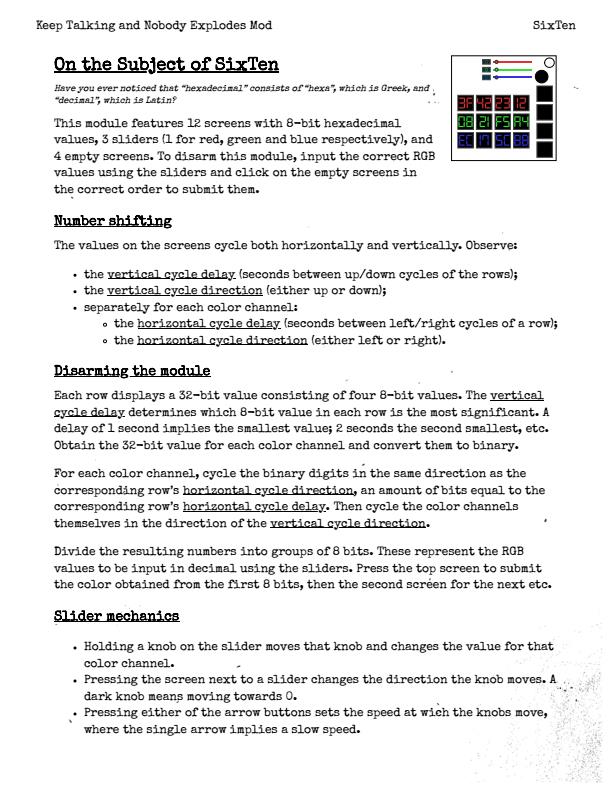 Keep Talking and Nobody Explodes Mod
SixTen
On the Subject of SixTen
Have you ever noticed that “hexadecimal” consists of “hexa”, which is Greek, and
“decimal”, which is Latin?
This module features 12 screens with 8-bit hexadecimal
values, 3 sliders (1 for red, green and blue respectively), and
4 empty screens. To disarm this module, input the correct RGB
values using the sliders and click on the empty screens in
the correct order to submit them.
3F 42 23 12
08 21 F5 A4
EC 17 5C 88
Number shifting
The values on the screens cycle both horizontally and vertically. Observe:
• the vertical cycle delay (seconds between up/down cycles of the rows);
• the vertical cycle direction (either up or down);
• separately for each color channel:
the horizontal cycle delay (seconds between left/right cycles of a row);
the horizontal cycle direction (either left or right).
Disarming the module
Each row displays a 32-bit value consisting of four 8-bit values. The vertical
cycle delay determines which 8-bit value in each row is the most significant. A
delay of 1 second implies the smallest value; 2 seconds the second smallest, etc.
Obtain the 32-bit value for each color channel and convert them to binary.
For each color channel, cycle the binary digits in the same direction as the
corresponding row’s horizontal cycle direction, an amount of bits equal to the
corresponding row’s horizontal cycle delay. Then cycle the color channels
themselves in the direction of the vertical cycle direction.
Divide the resulting numbers into groups of 8 bits. These represent the RGB
values to be input in decimal using the sliders. Press the top screen to submit
the color obtained from the first 8 bits, then the second screen for the next etc.
Slider mechanics
• Holding a knob on the slider moves that knob and changes the value for that
color channel.
• Pressing the screen next to a slider changes the direction the knob moves. A
dark knob means moving towards 0.
• Pressing either of the arrow buttons sets the speed at wich the knobs move,
where the single arrow implies a slow speed.